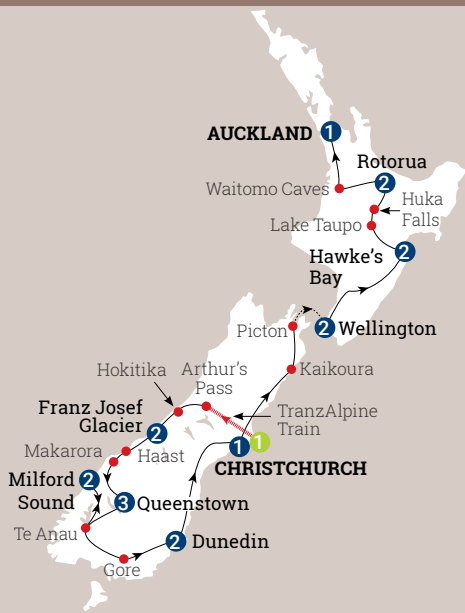 AUCKLAND 1
Rotorua
2
Waitomo Caves
Huka
Falls
Lake Taupo
Hawke's
Bay
2
2 Wellington
Picton
Kaikoura
Hokitika
Arthur's
Pass
TranzAlpine
Train
Franz Josef
Glacier 2
1 1
CHRISTCHURCH
Makarora
Haast
Milford
Sound
2
3 Queenstown
Te Anau
2 Dunedin
Gore